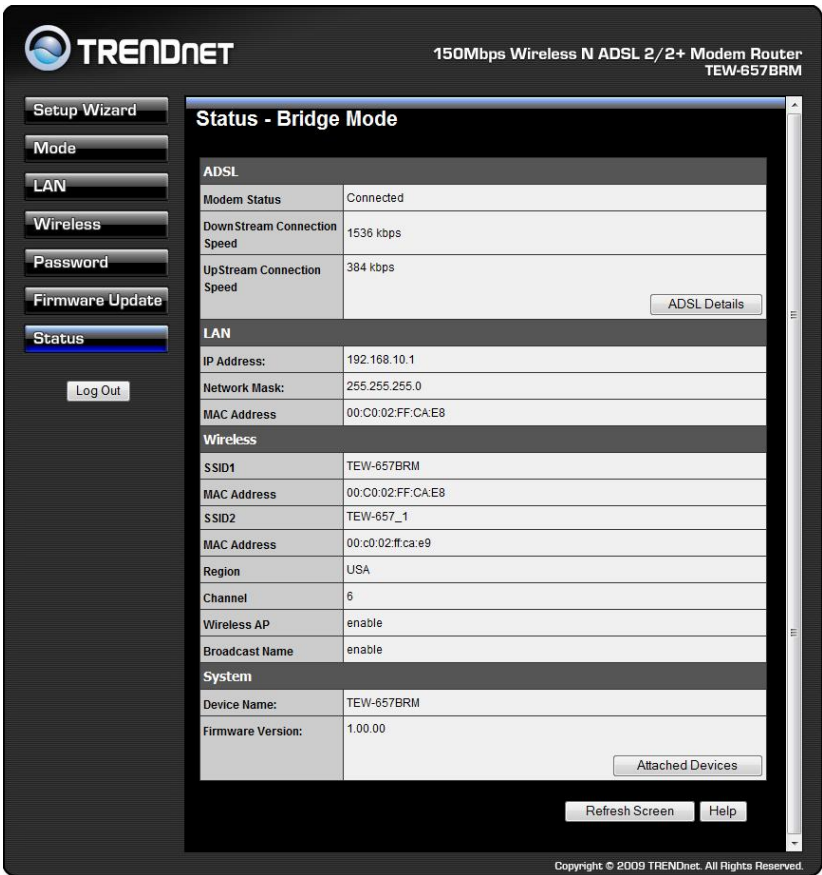 TRENDNET
150Mbps Wireless N ADSL 2/2+ Modem Router
TEW-657BRM
Setup Wizard
Mode
LAN
Wireless
Password
Firmware Update
Status
Log Out
Status - Bridge Mode
ADSL
Modem Status Connected
DownStream Connection Speed 1536 kbps
UpStream Connection Speed 384 kbps
ADSL Details
LAN
IP Address: 192.168.10.1
Network Mask: 255.255.255.0
MAC Address 00:C0:02:FF:CA:E8
Wireless
SSID1 TEW-657BRM
MAC Address 00:C0:02:FF:CA:E8
SSID2 TEW-657_1
MAC Address 00:c0:02:ff:ca:e9
Region USA
Channel 6
Wireless AP enable
Broadcast Name enable
System
Device Name: TEW-657BRM
Firmware Version: 1.00.00
Attached Devices
Refresh Screen Help
Copyright © 2009 TRENDnet. All Rights Reserved.